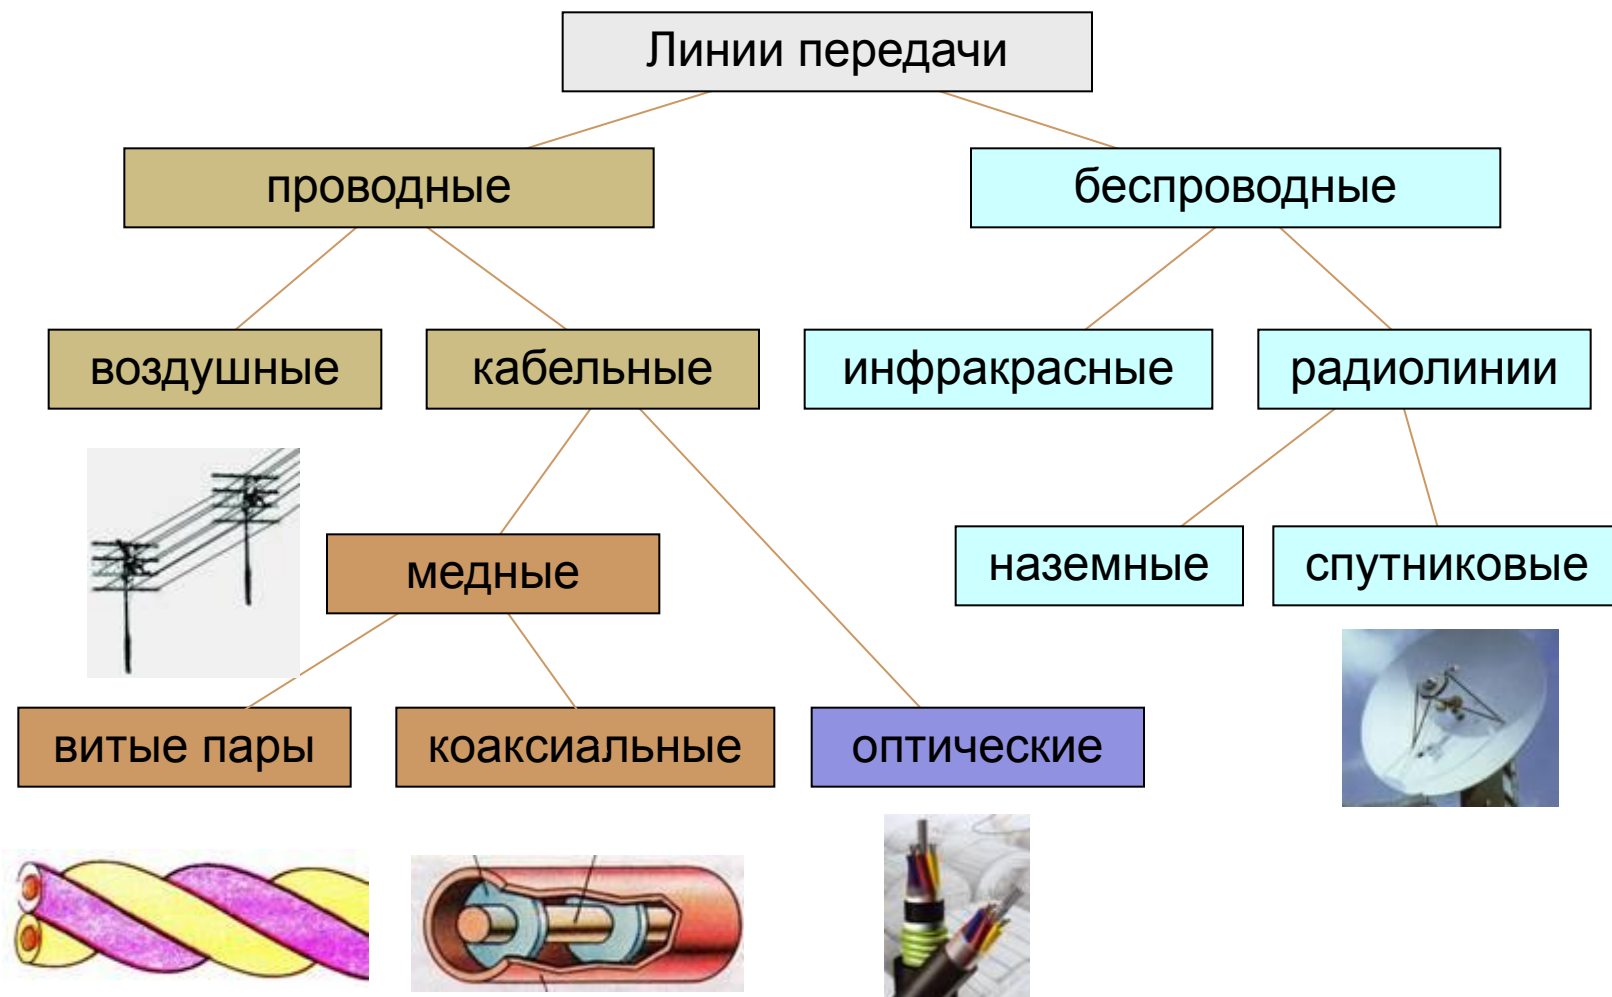 Линии передачи
проводные
беспроводные
воздушные
кабельные
инфракрасные
радиолинии
медные
наземные
спутниковые
витые пары
коаксиальные
оптические